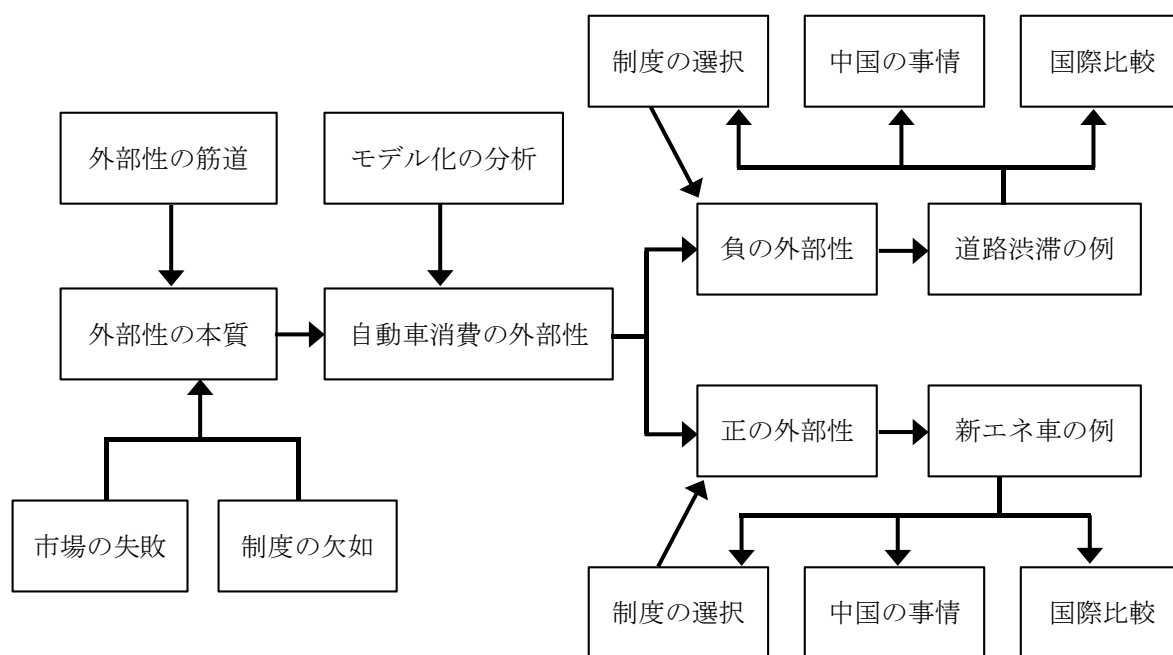 制度の選択
中国の事情
国際比較
外部性の筋道
モデル化の分析
負の外部性
道路渋滞の例
外部性の本質
自動車消費の外部性
正の外部性
新エネ車の例
市場の失敗
制度の欠如
制度の選択
中国の事情
国際比較